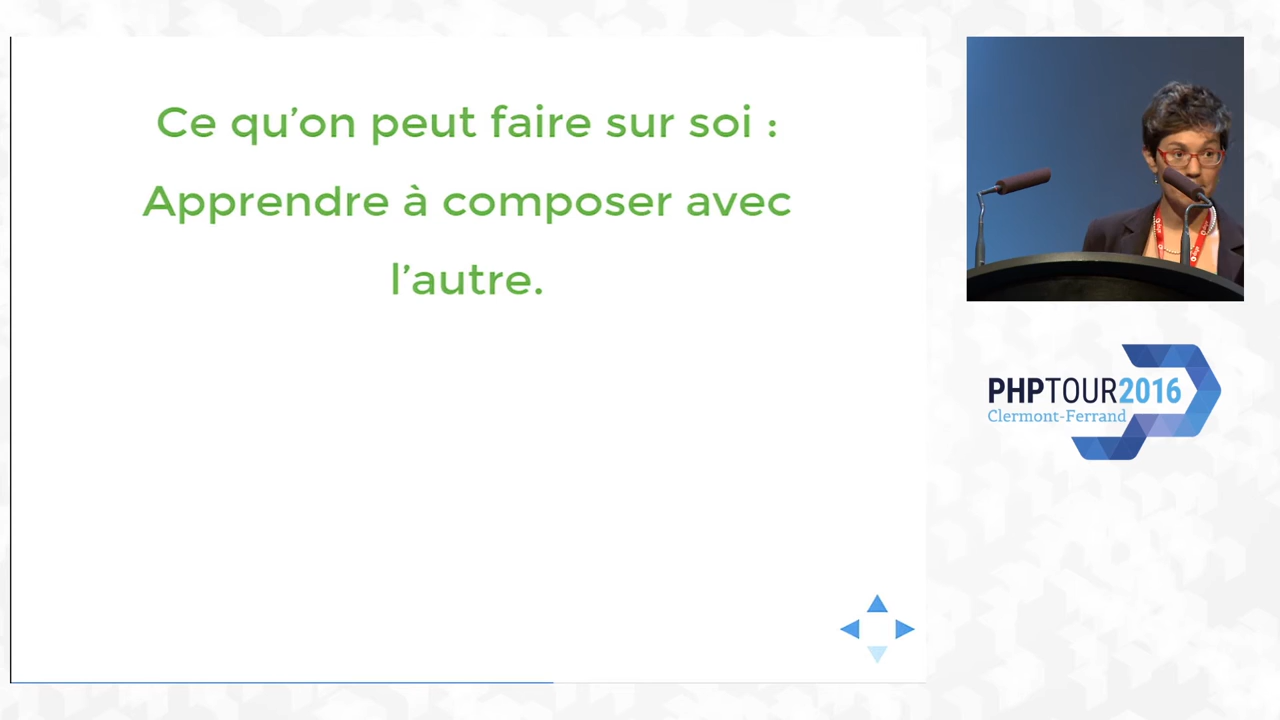 Ce qu’on peut faire sur soi :
Apprendre à composer avec
l’autre.
PHPTOUR2016
Clermont-Ferrand